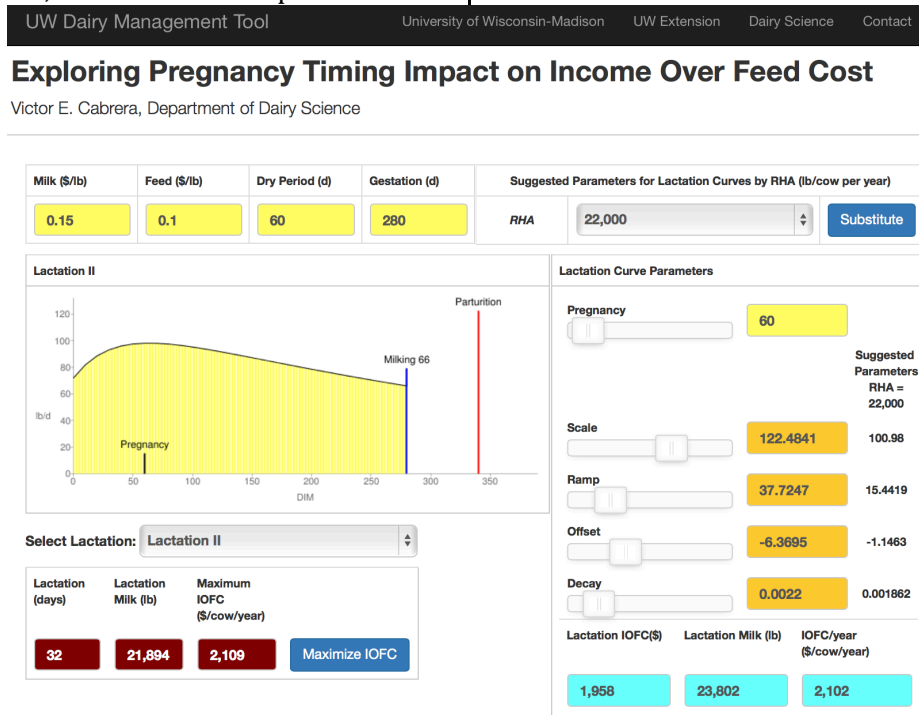 UW Dairy Management Tool University of Wisconsin-Madison UW Extension Dairy Science Contact
Exploring Pregnancy Timing Impact on Income Over Feed Cost
Victor E. Cabrera, Department of Dairy Science
Milk ($/lb) Feed ($/lb) Dry Period (d) Gestation (d) Suggested Parameters for Lactation Curves by RHA (lb/cow per year)
0.15 0.1 60 280 RHA 22,000 Substitute
Lactation II
120
100
80
60
40
20
0
lb/d
Pregnancy
Milking 66
Parturition
0 50 100 150 200 250 300 350
DIM
Select Lactation: Lactation II
Lactation (days) Lactation Milk (lb) Maximum IOFC ($/cow/year)
32 21,894 2,109 Maximize IOFC
Lactation Curve Parameters
Pregnancy 60
Suggested
Parameters
RHA =
22,000
Scale 122.4841 100.98
Ramp 37.7247 15.4419
Offset -6.3695 -1.1463
Decay 0.0022 0.001862
Lactation IOFC($) Lactation Milk (lb) IOFC/year
($/cow/year)
1,958 23,802 2,102